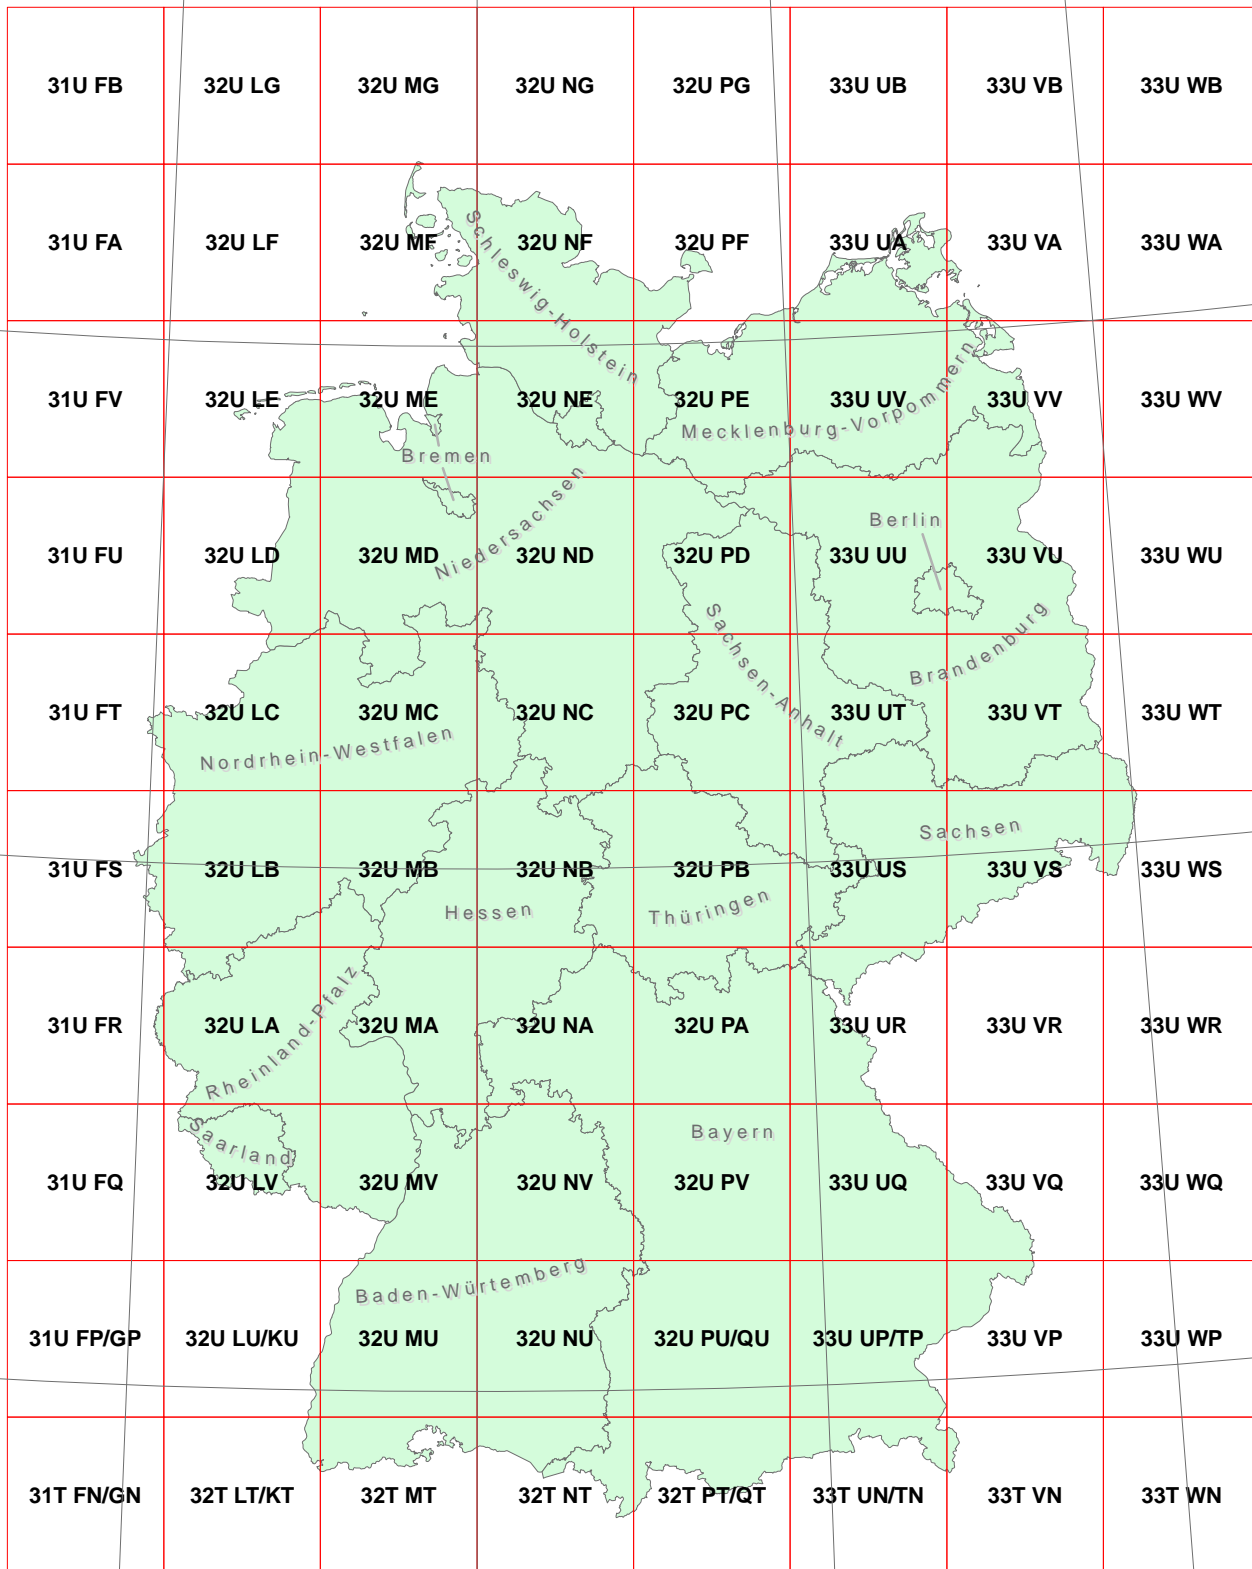 31U FB 32U LG 32U MG 32U NG 32U PG 33U UB 33U VB 33U WB
31U FA 32U LF 32U MF 32U NF 32U PF 33U UA 33U VA 33U WA
Schleswig-Holstein
31U FV 32U LE 32U ME 32U NE 32U PE 33U UV 33U VV 33U WV
Mecklenburg-Vorpommern
Bremen
Niedersachsen
Berlin
31U FU 32U LD 32U MD 32U ND 32U PD 33U UU 33U VU 33U WU
Sachsen-Anhalt
Brandenburg
31U FT 32U LC 32U MC 32U NC 32U PC 33U UT 33U VT 33U WT
Nordrhein-Westfalen
Sachsen
31U FS 32U LB 32U MB 32U NB 32U PB 33U US 33U VS 33U WS
Hessen
Thüringen
31U FR 32U LA 32U MA 32U NA 32U PA 33U UR 33U VR 33U WR
Rheinland-Pfalz
Saarland
Bayern
31U FQ 32U LV 32U MV 32U NV 32U PV 33U UQ 33U VQ 33U WQ
Baden-Würtemberg
31U FP/GP 32U LU/KU 32U MU 32U NU 32U PU/QU 33U UP/TP 33U VP 33U WP
31T FN/GN 32T LT/KT 32T MT 32T NT 32T PT/QT 33T UN/TN 33T VN 33T WN